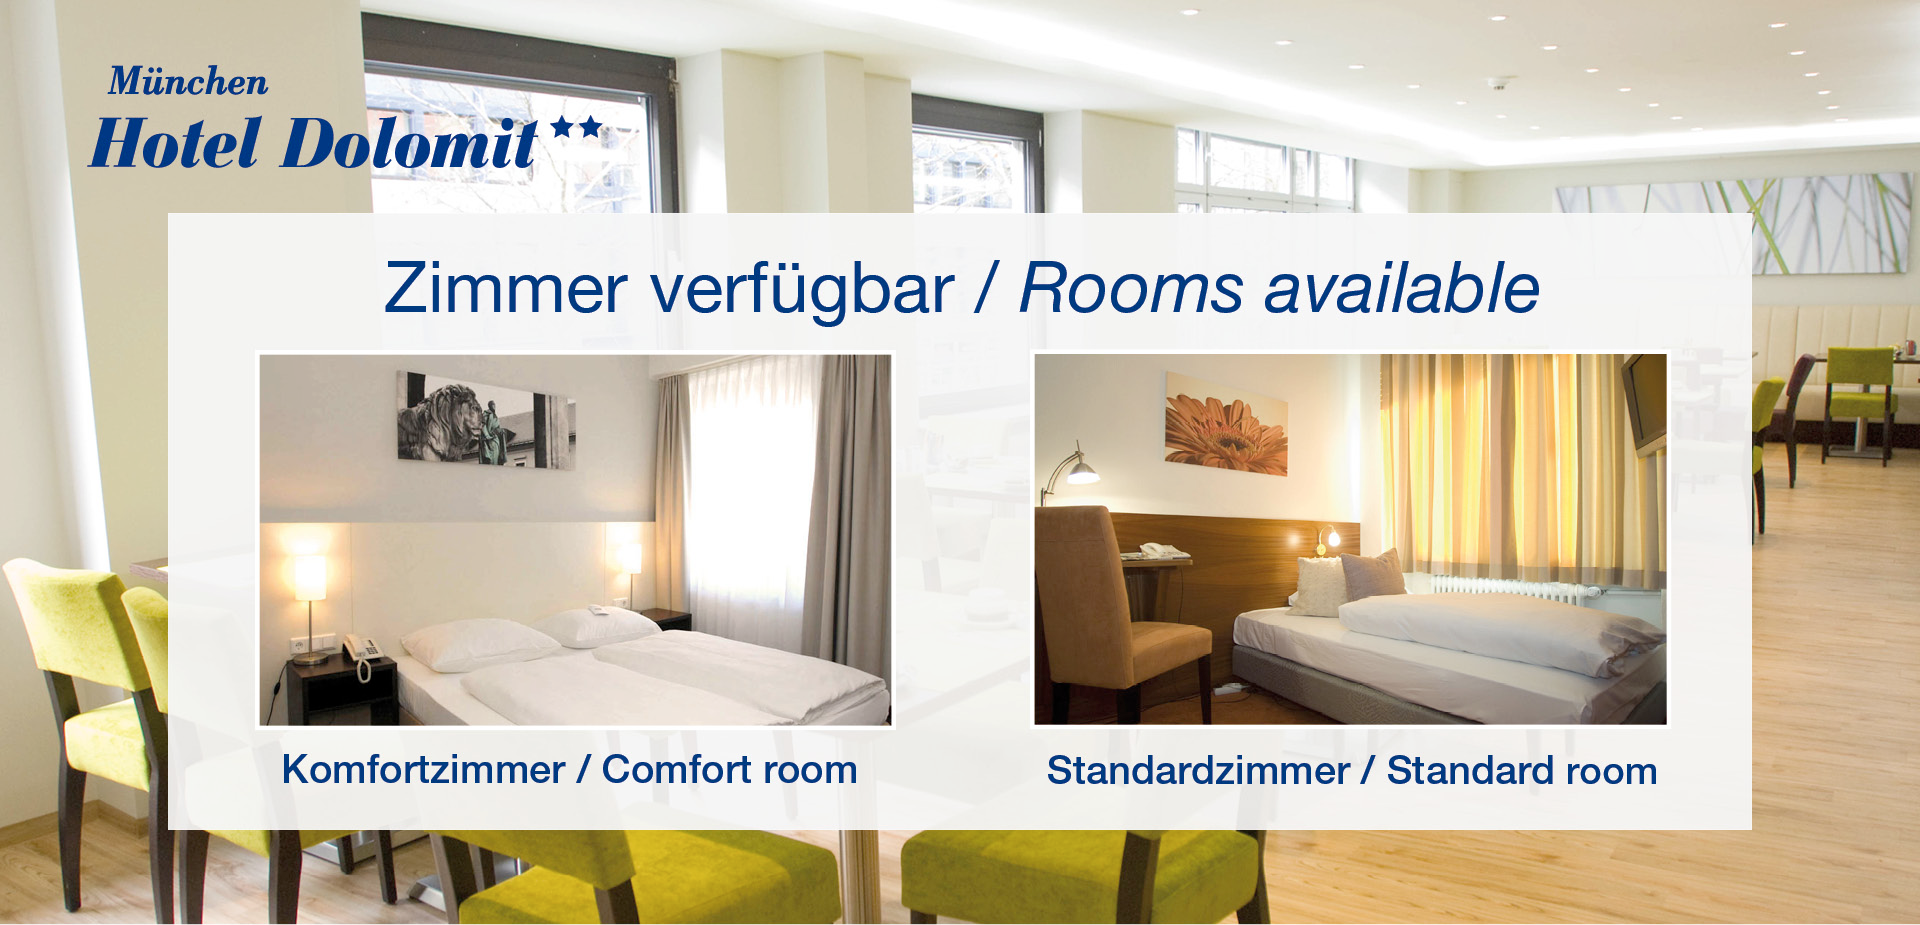 München
Hotel Dolomit★★
Zimmer verfügbar / Rooms available
Komfortzimmer / Comfort room
Standardzimmer / Standard room